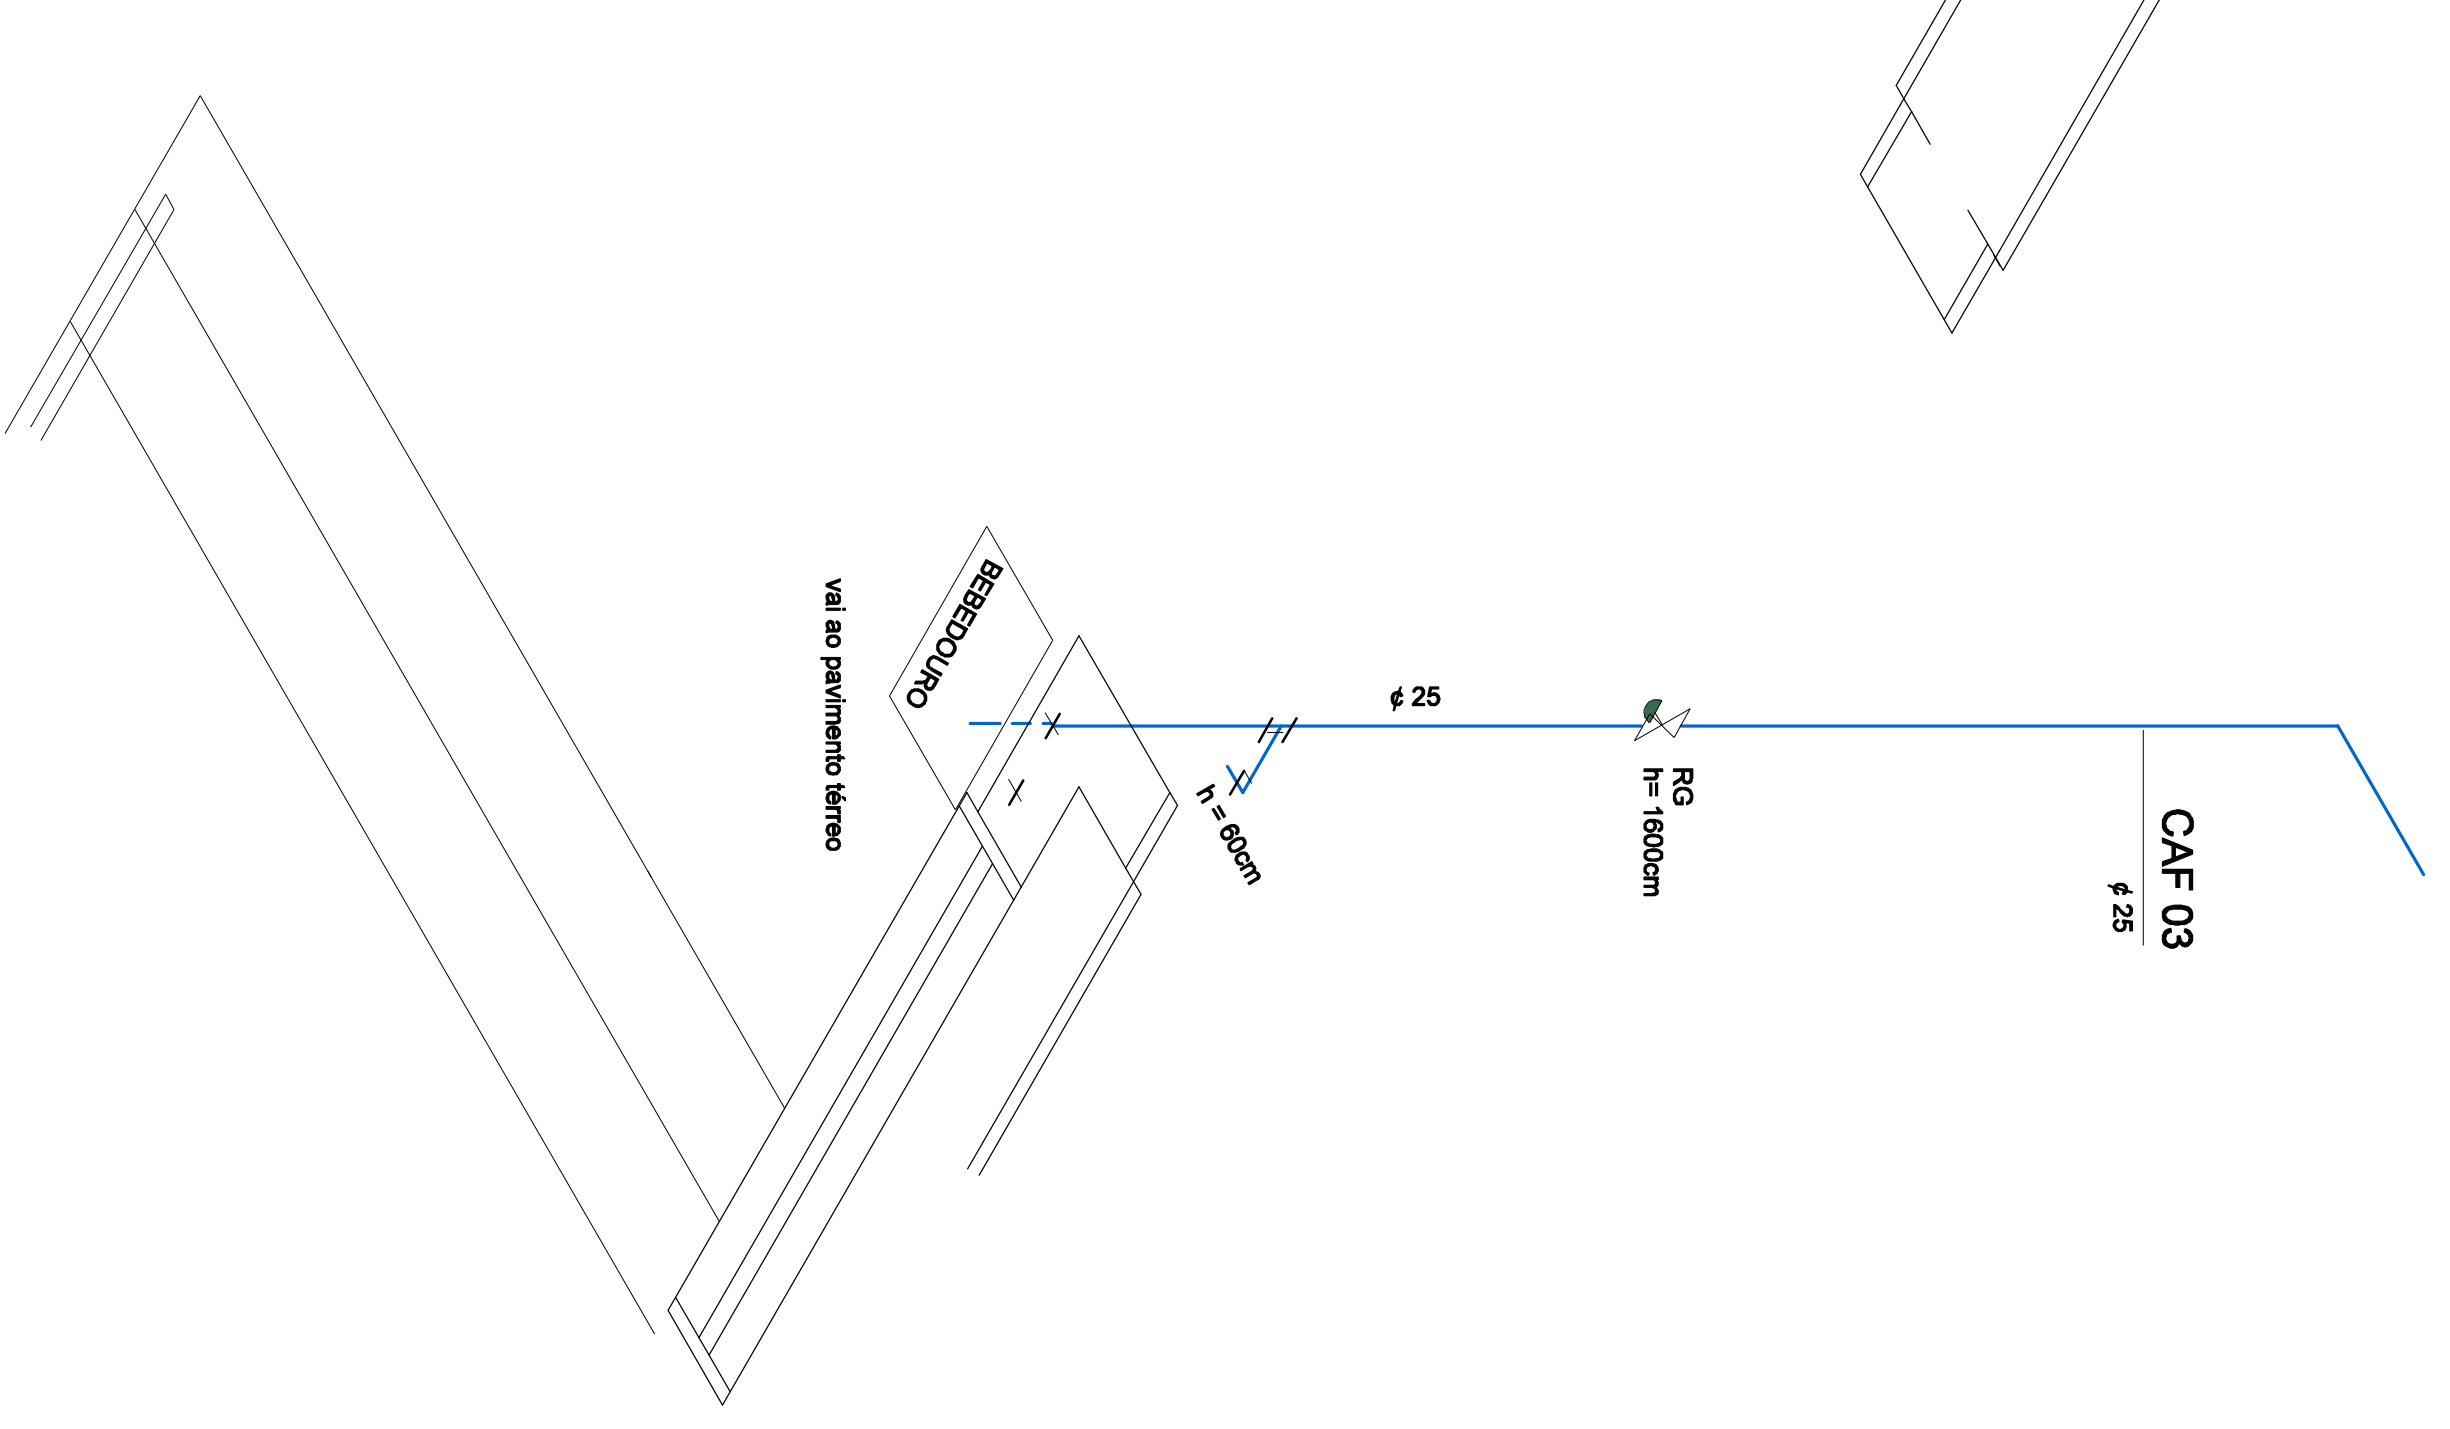 CAF 03
¢ 25
RG
h= 1600cm
¢ 25
h = 60cm
BEBEDOURO
vai ao pavimento térreo